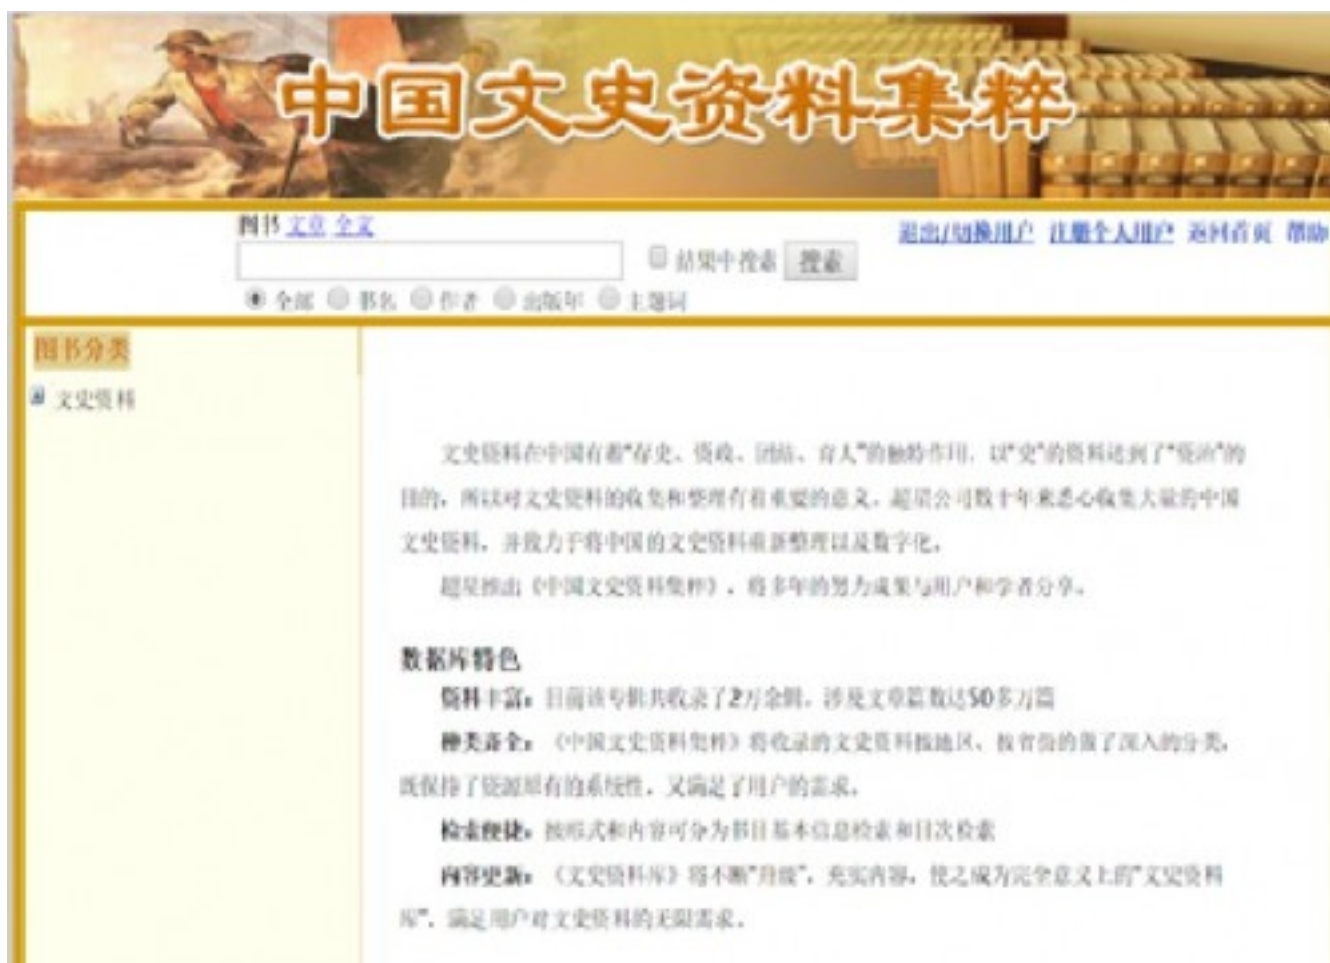 中国文史资料集粹
图书 文章 全文
退出/切换用户 注册个人用户 返回首页 帮助
结果中搜索 搜索
全部 书名 作者 出版年 主题词
图书分类
文史资料
文史资料在中国有着“存史、资政、团结、育人”的独特作用，以“史”的资料达到了“资治”的
目的，所以对文史资料的收集和整理有着重要的意义。超星公司数十年来悉心收集大量的中国
文史资料，并致力于将中国的文史资料重新整理以及数字化。
超星推出《中国文史资料集粹》，将多年的努力成果与用户和学者分享。
数据库特色
资料丰富：目前该专辑共收录了2万余辑，涉及文章篇数达50多万篇
种类齐全：《中国文史资料集粹》将收录的文史资料按地区、按省份的做了深入的分类，
既保持了资源原有的系统性，又满足了用户的需求。
检索便捷：按形式和内容可分为书目基本信息检索和目次检索
内容更新：《文史资料库》将不断“升级”，充实内容，使之成为完全意义上的“文史资料
库”，满足用户对文史资料的无限需求。